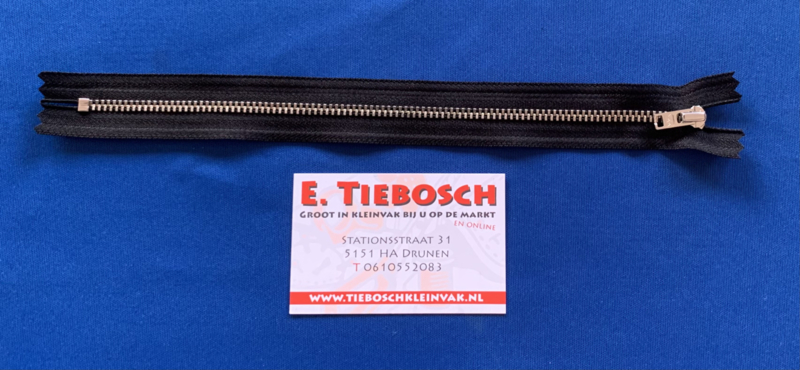 E. TIEBOSCH
GROOT IN KLEINVAK BIJ U OP DE MARKT
EN ONLINE
STATIONSSTRAAT 31
5151 HA DRUNEN
T 0610552083
WWW.TIEBOSCHKLEINVAK.NL